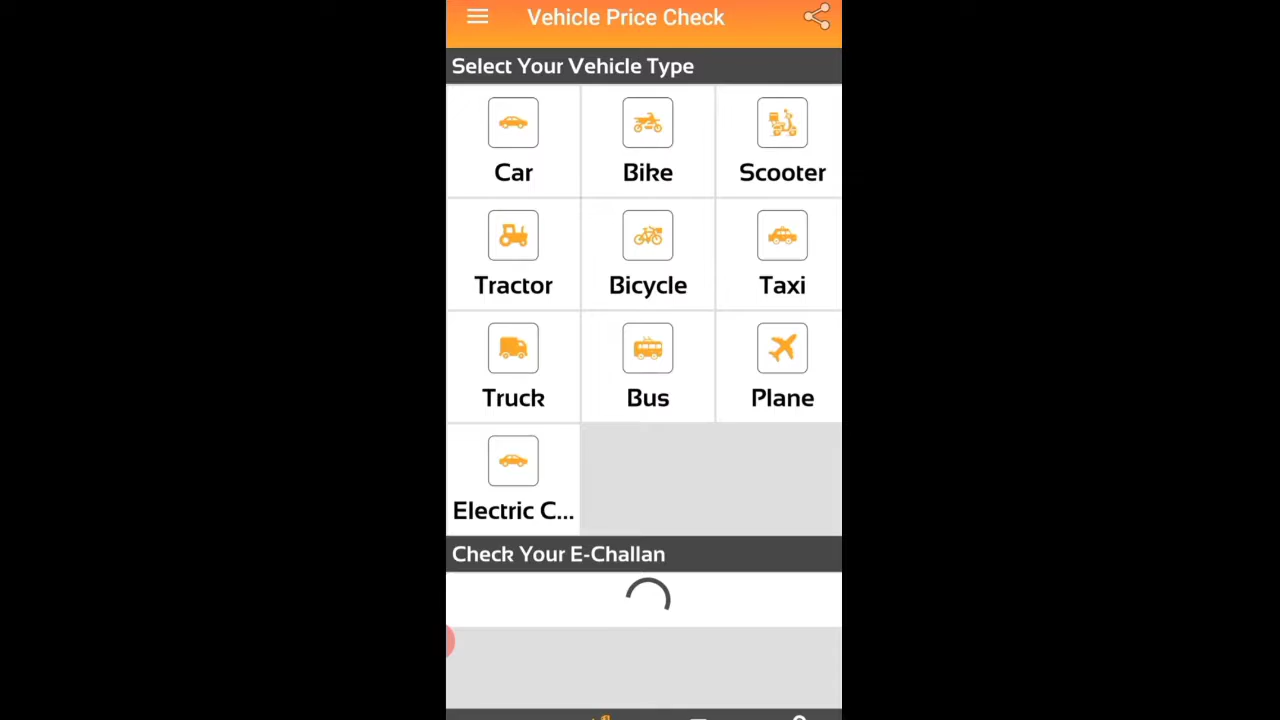 Vehicle Price Check
Select Your Vehicle Type
Car
Bike
Scooter
Tractor
Bicycle
Taxi
Truck
Bus
Plane
Electric C...
Check Your E-Challan